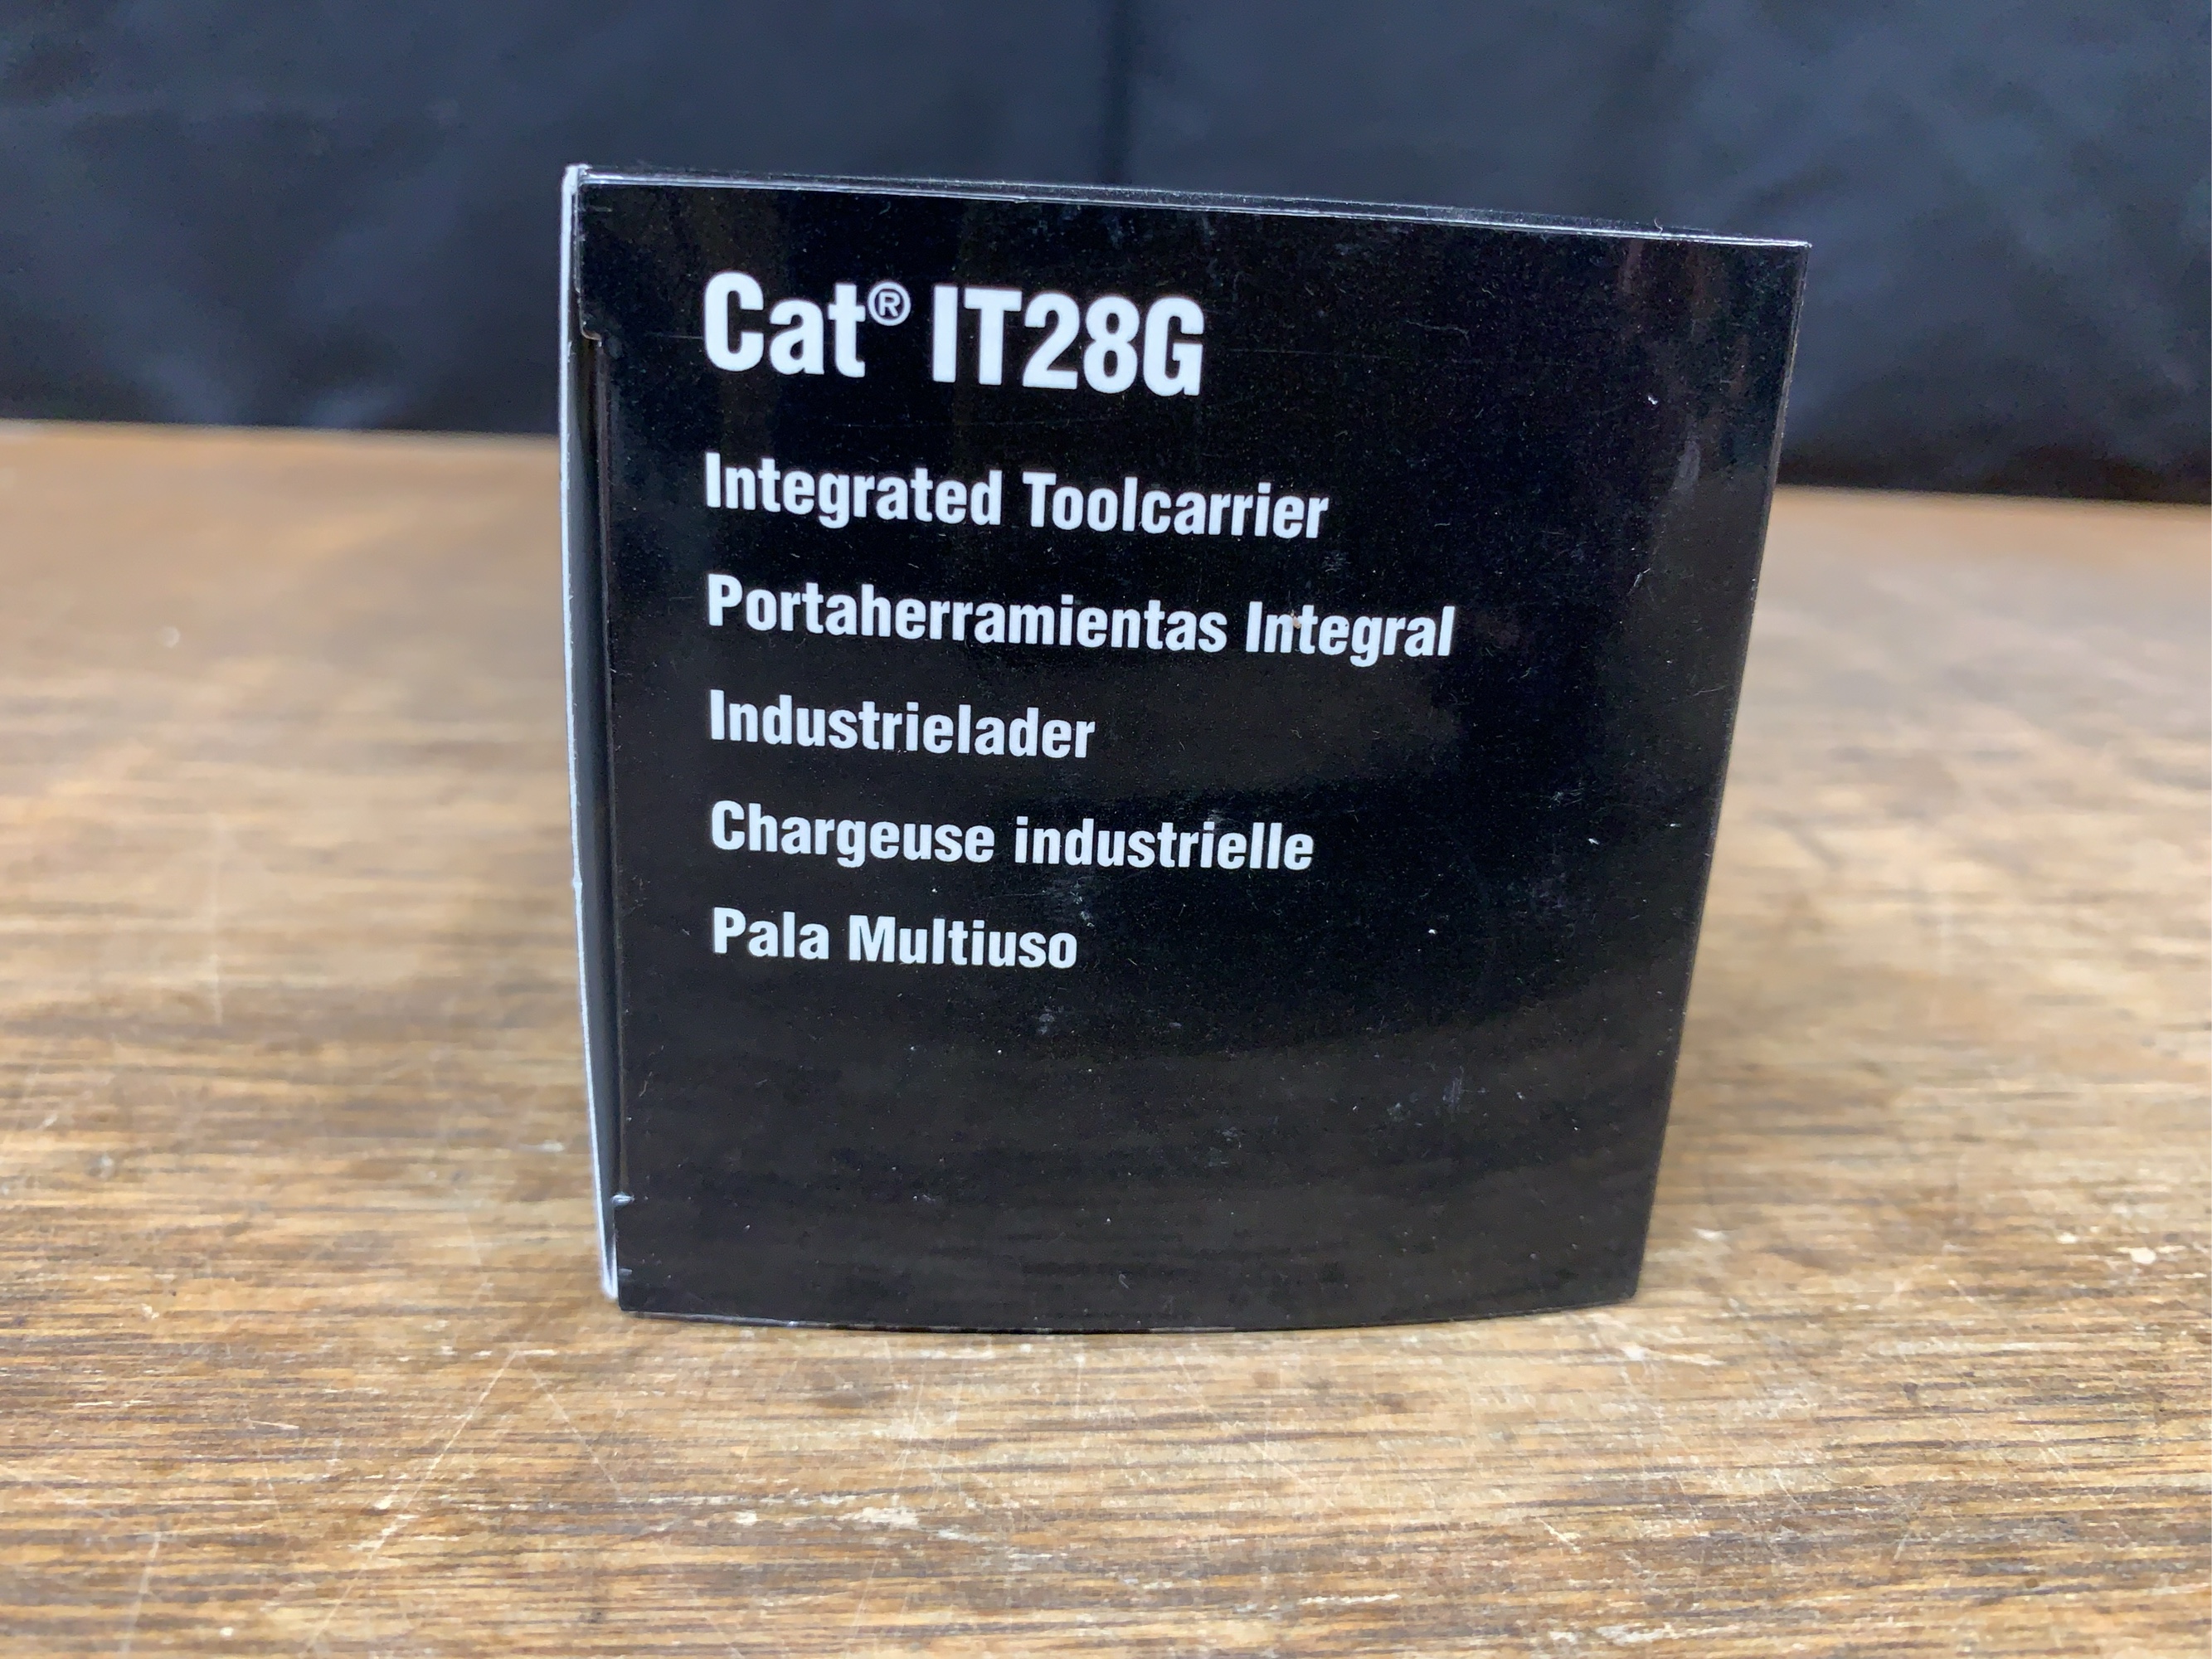 Cat® IT28G
Integrated Toolcarrier
Portaherramientas Integral
Industrielader
Chargeuse industrielle
Pala Multiuso